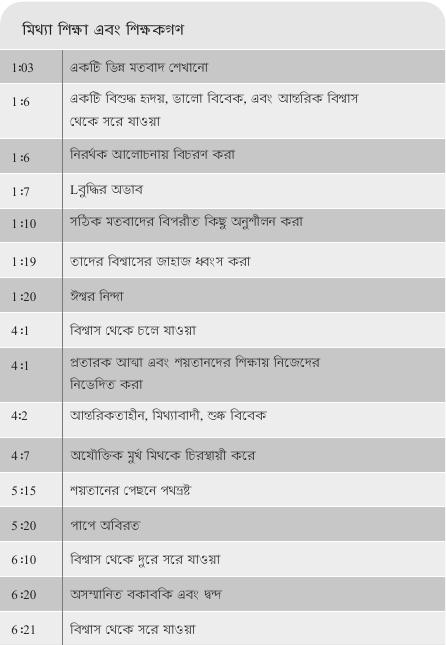 মিথ্যা শিক্ষা এবং শিক্ষকগণ
1:03 একটি ভিন্ন মতবাদ শেখানো
1:6 একটি বিশুদ্ধ হৃদয়, ভালো বিবেক, এবং আন্তরিক বিশ্বাস
থেকে সরে যাওয়া
1:6 নিরর্থক আলোচনায় বিচরণ করা
1:7 Lবুদ্ধির অভাব
1:10 সঠিক মতবাদের বিপরীত কিছু অনুশীলন করা
1:19 তাদের বিশ্বাসের জাহাজ ধ্বংস করা
1:20 ঈশ্বর নিন্দা
4:1 বিশ্বাস থেকে চলে যাওয়া
4:1 প্রতারক আত্মা এবং শয়তানদের শিক্ষায় নিজেদের
নিভেদিত করা
4:2 আন্তরিকতাহীন, মিথ্যাবাদী, শুষ্ক বিবেক
4:7 অযৌক্তিক মুর্খ মিথকে চিরস্থায়ী করে
5:15 শয়তানের পেছনে পথভ্রষ্ট
5:20 পাপে অবিরত
6:10 বিশ্বাস থেকে দূরে সরে যাওয়া
6:20 অসম্মানিত বকাবকি এবং দ্বন্দ
6:21 বিশ্বাস থেকে সরে যাওয়া